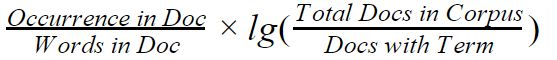 Occurrence in Doc
Words in Doc
× lg(
Total Docs in Corpus
Docs with Term
)